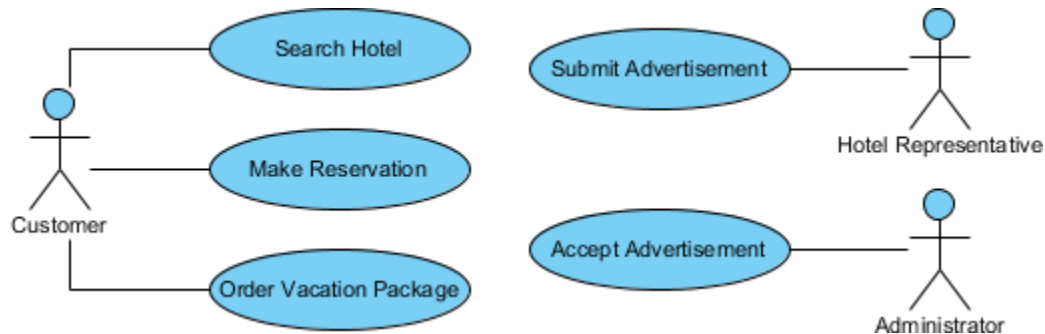 Search Hotel
Submit Advertisement
Hotel Representative
Make Reservation
Customer
Accept Advertisement
Order Vacation Package
Administrator